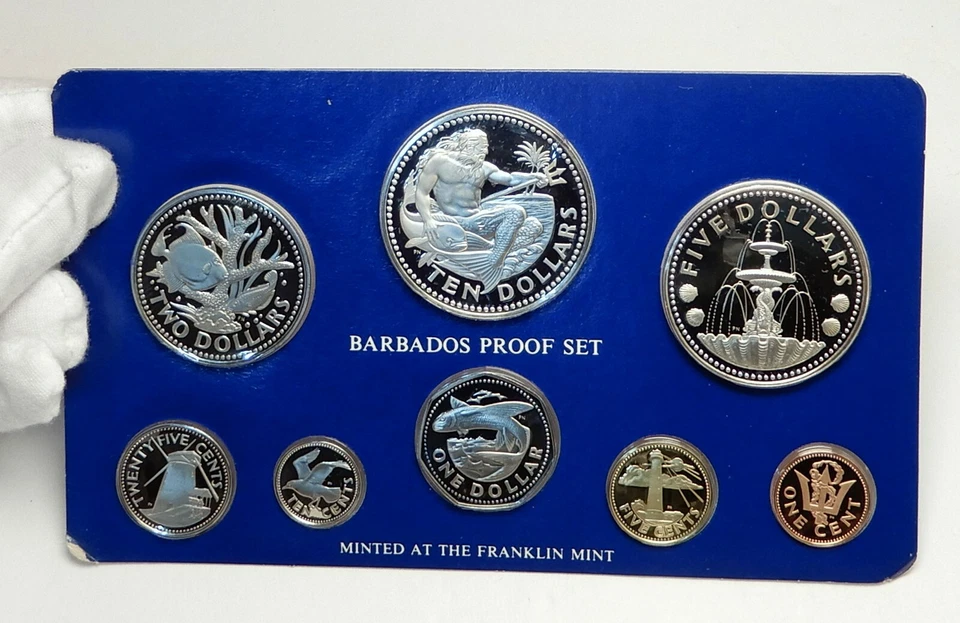 TEN DOLLARS
TWO DOLLARS
FIVE DOLLARS
BARBADOS PROOF SET
ONE DOLLAR
TWENTY FIVE CENTS
TEN CENTS
FIVE CENTS
ONE CENT
MINTED AT THE FRANKLIN MINT